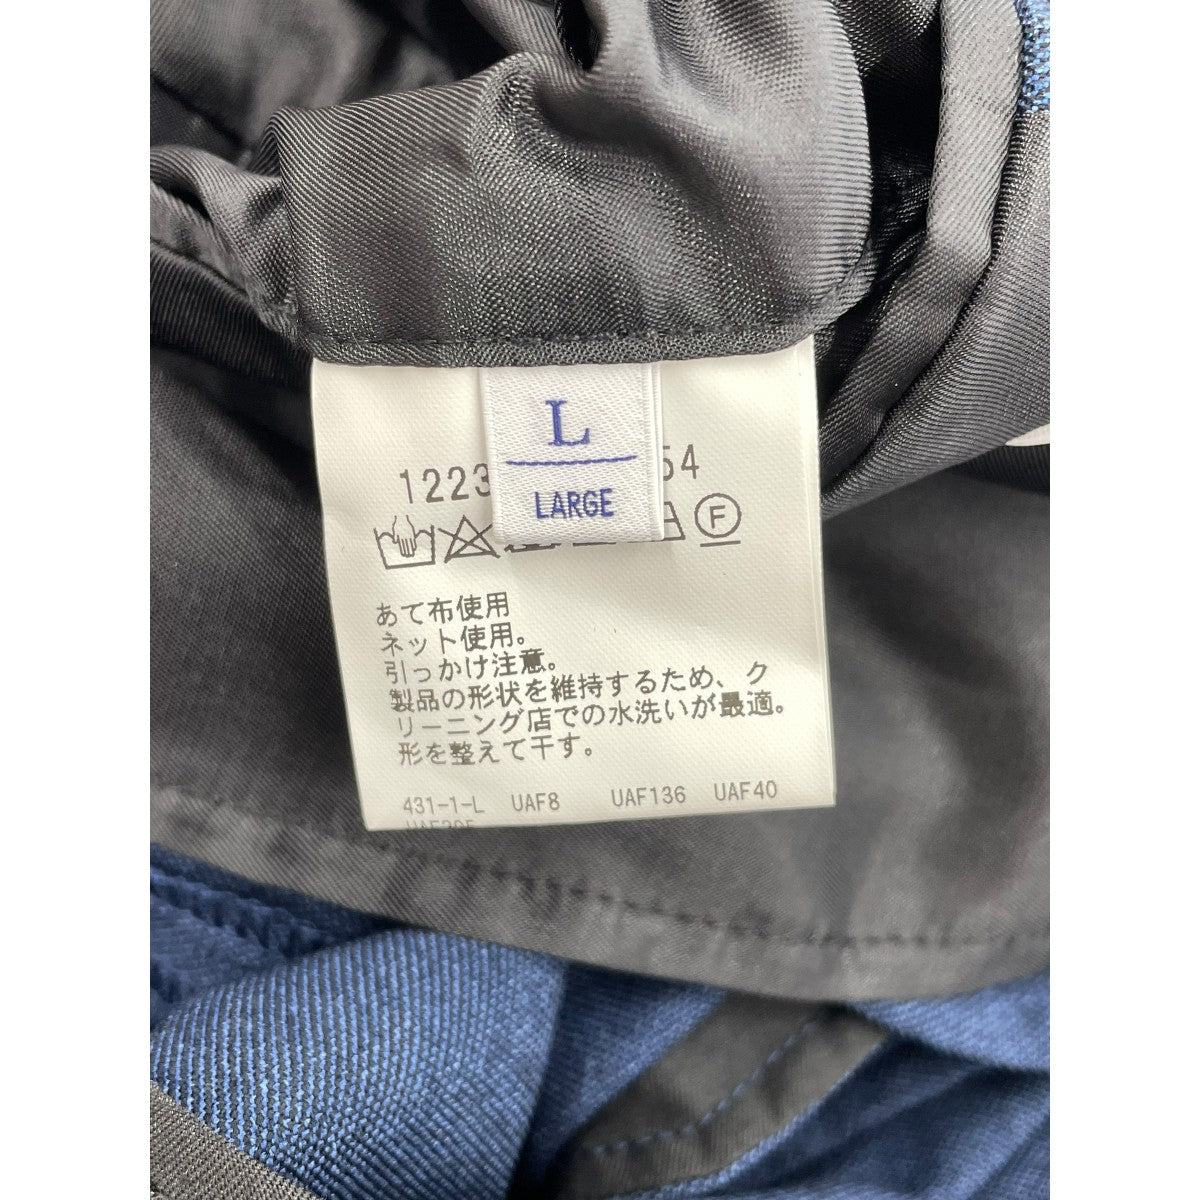 L
LARGE
1223 54
F
あて布使用
ネット使用。
引っかけ注意。
製品の形状を維持するため、ク
リーニング店での水洗いが最適。
形を整えて干す。
431-1-L UAF8 UAF136 UAF40